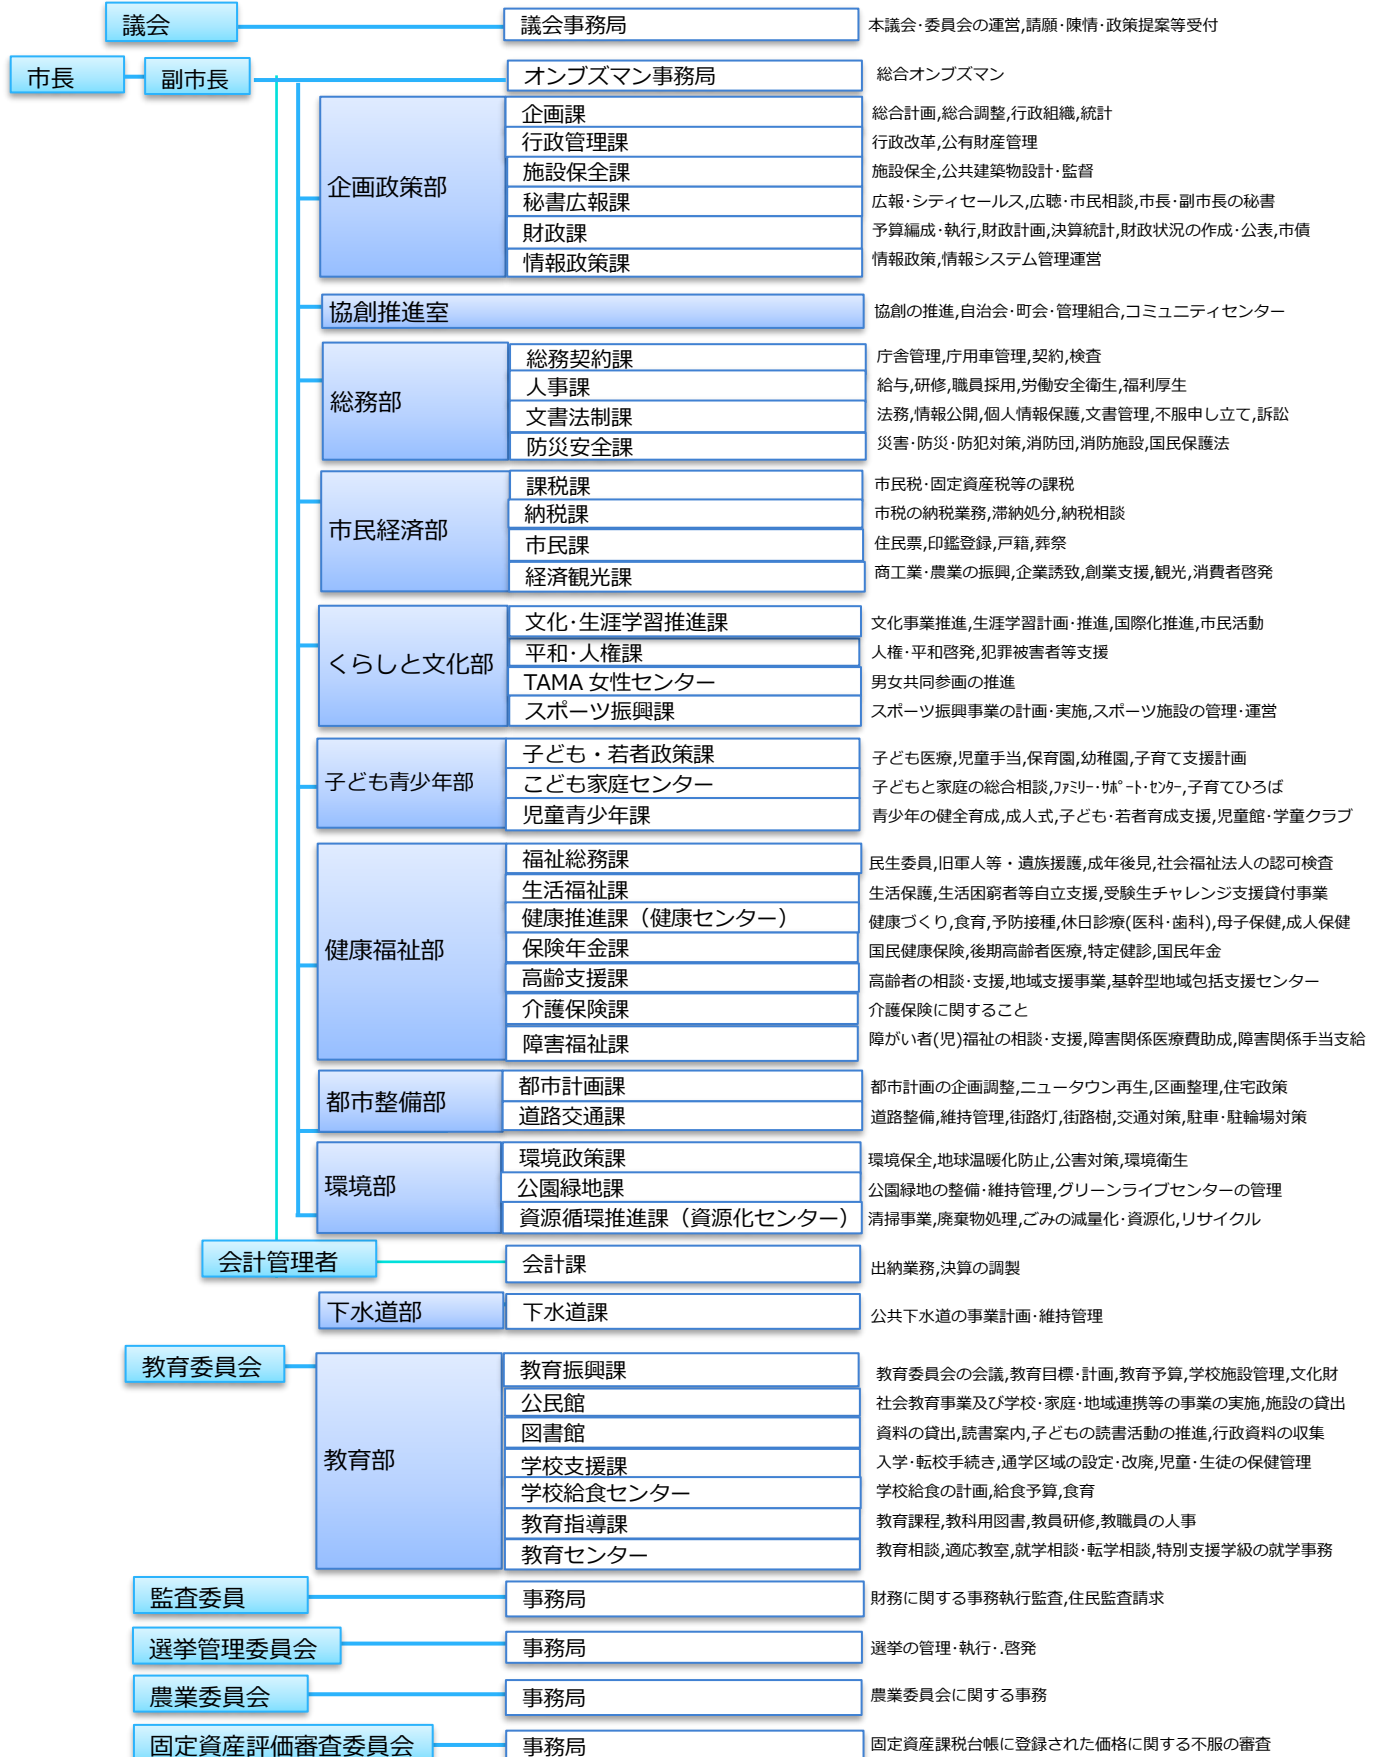 議会
議会事務局
本議会･委員会の運営,請願･陳情･政策提案等受付
市長
副市長
オンブズマン事務局
総合オンブズマン
企画政策部
企画課
総合計画,総合調整,行政組織,統計
行政管理課
行政改革,公有財産管理
施設保全課
施設保全,公共建築物設計･監督
秘書広報課
広報･シティセールス,広聴･市民相談,市長･副市長の秘書
財政課
予算編成･執行,財政計画,決算統計,財政状況の作成･公表,市債
情報政策課
情報政策,情報システム管理運営
協創推進室
協創の推進,自治会･町会･管理組合,コミュニティセンター
総務部
総務契約課
庁舎管理,庁用車管理,契約,検査
人事課
給与,研修,職員採用,労働安全衛生,福利厚生
文書法制課
法務,情報公開,個人情報保護,文書管理,不服申し立て,訴訟
防災安全課
災害･防災･防犯対策,消防団,消防施設,国民保護法
市民経済部
課税課
市民税･固定資産税等の課税
納税課
市税の納税業務,滞納処分,納税相談
市民課
住民票,印鑑登録,戸籍,葬祭
経済観光課
商工業･農業の振興,企業誘致,創業支援,観光,消費者啓発
くらしと文化部
文化･生涯学習推進課
文化事業推進,生涯学習計画･推進,国際化推進,市民活動
平和･人権課
人権･平和啓発,犯罪被害者等支援
TAMA 女性センター
男女共同参画の推進
スポーツ振興課
スポーツ振興事業の計画･実施,スポーツ施設の管理･運営
子ども青少年部
子ども・若者政策課
子ども医療,児童手当,保育園,幼稚園,子育て支援計画
こども家庭センター
子どもと家庭の総合相談,ﾌｧﾐﾘｰ･ｻﾎﾟｰﾄ･ｾﾝﾀｰ,子育てひろば
児童青少年課
青少年の健全育成,成人式,子ども･若者育成支援,児童館･学童クラブ
健康福祉部
福祉総務課
民生委員,旧軍人等・遺族援護,成年後見,社会福祉法人の認可検査
生活福祉課
生活保護,生活困窮者等自立支援,受験生チャレンジ支援貸付事業
健康推進課（健康センター）
健康づくり,食育,予防接種,休日診療(医科･歯科),母子保健,成人保健
保険年金課
国民健康保険,後期高齢者医療,特定健診,国民年金
高齢支援課
高齢者の相談･支援,地域支援事業,基幹型地域包括支援センター
介護保険課
介護保険に関すること
障害福祉課
障がい者(児)福祉の相談･支援,障害関係医療費助成,障害関係手当支給
都市整備部
都市計画課
都市計画の企画調整,ニュータウン再生,区画整理,住宅政策
道路交通課
道路整備,維持管理,街路灯,街路樹,交通対策,駐車･駐輪場対策
環境部
環境政策課
環境保全,地球温暖化防止,公害対策,環境衛生
公園緑地課
公園緑地の整備･維持管理,グリーンライブセンターの管理
資源循環推進課（資源化センター）
清掃事業,廃棄物処理,ごみの減量化･資源化,リサイクル
会計管理者
会計課
出納業務,決算の調製
下水道部
下水道課
公共下水道の事業計画･維持管理
教育委員会
教育部
教育振興課
教育委員会の会議,教育目標･計画,教育予算,学校施設管理,文化財
公民館
社会教育事業及び学校･家庭･地域連携等の事業の実施,施設の貸出
図書館
資料の貸出,読書案内,子どもの読書活動の推進,行政資料の収集
学校支援課
入学･転校手続き,通学区域の設定･改廃,児童･生徒の保健管理
学校給食センター
学校給食の計画,給食予算,食育
教育指導課
教育課程,教科用図書,教員研修,教職員の人事
教育センター
教育相談,適応教室,就学相談･転学相談,特別支援学級の就学事務
監査委員
事務局
財務に関する事務執行監査,住民監査請求
選挙管理委員会
事務局
選挙の管理･執行･.啓発
農業委員会
事務局
農業委員会に関する事務
固定資産評価審査委員会
事務局
固定資産課税台帳に登録された価格に関する不服の審査